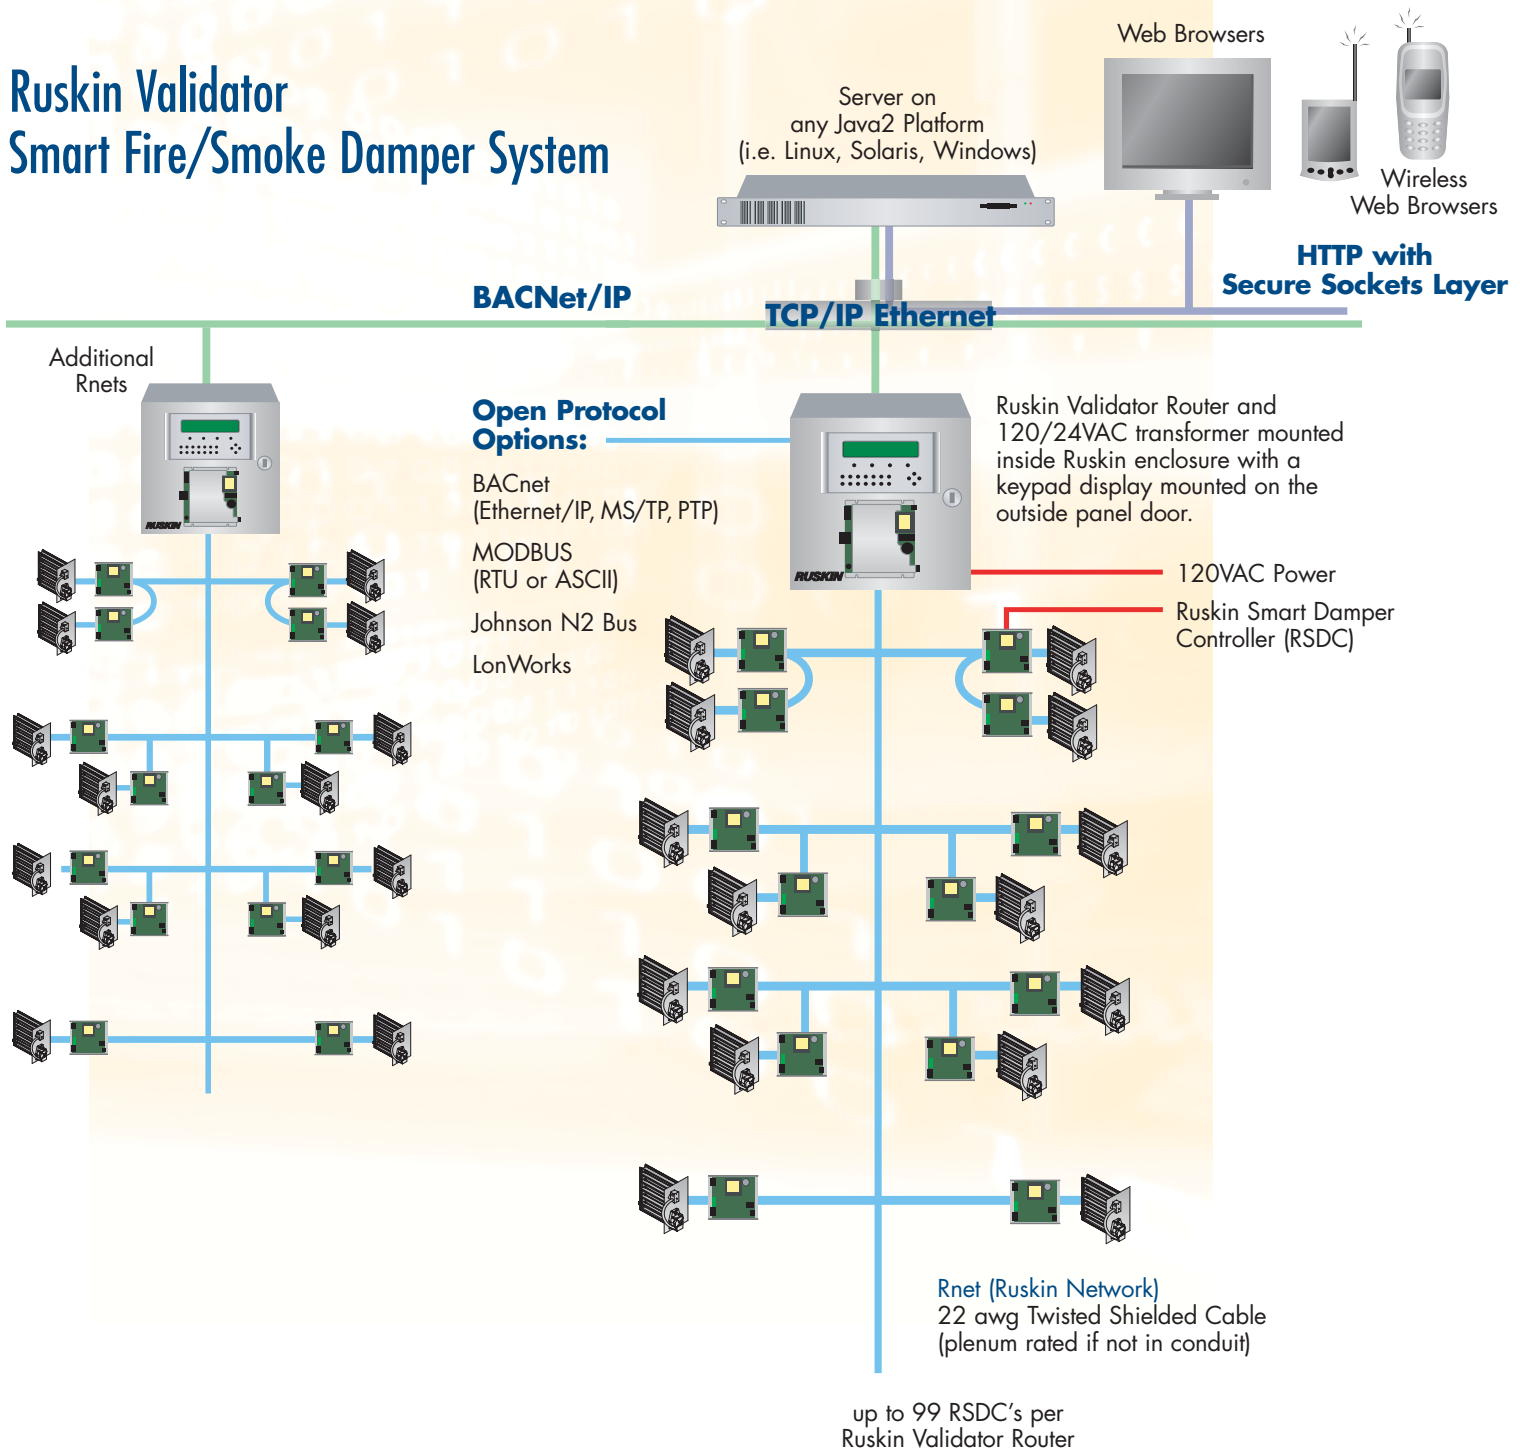 Ruskin Validator
Smart Fire/Smoke Damper System
Server on
any Java2 Platform
(i.e. Linux, Solaris, Windows)
Web Browsers
Wireless
Web Browsers
HTTP with
Secure Sockets Layer
BACNet/IP
TCP/IP Ethernet
Additional
Rnets
RUSKIN
Open Protocol
Options:
BACnet
(Ethernet/IP, MS/TP, PTP)
MODBUS
(RTU or ASCII)
Johnson N2 Bus
LonWorks
RUSKIN
Ruskin Validator Router and
120/24VAC transformer mounted
inside Ruskin enclosure with a
keypad display mounted on the
outside panel door.
120VAC Power
Ruskin Smart Damper
Controller (RSDC)
Rnet (Ruskin Network)
22 awg Twisted Shielded Cable
(plenum rated if not in conduit)
up to 99 RSDC's per
Ruskin Validator Router